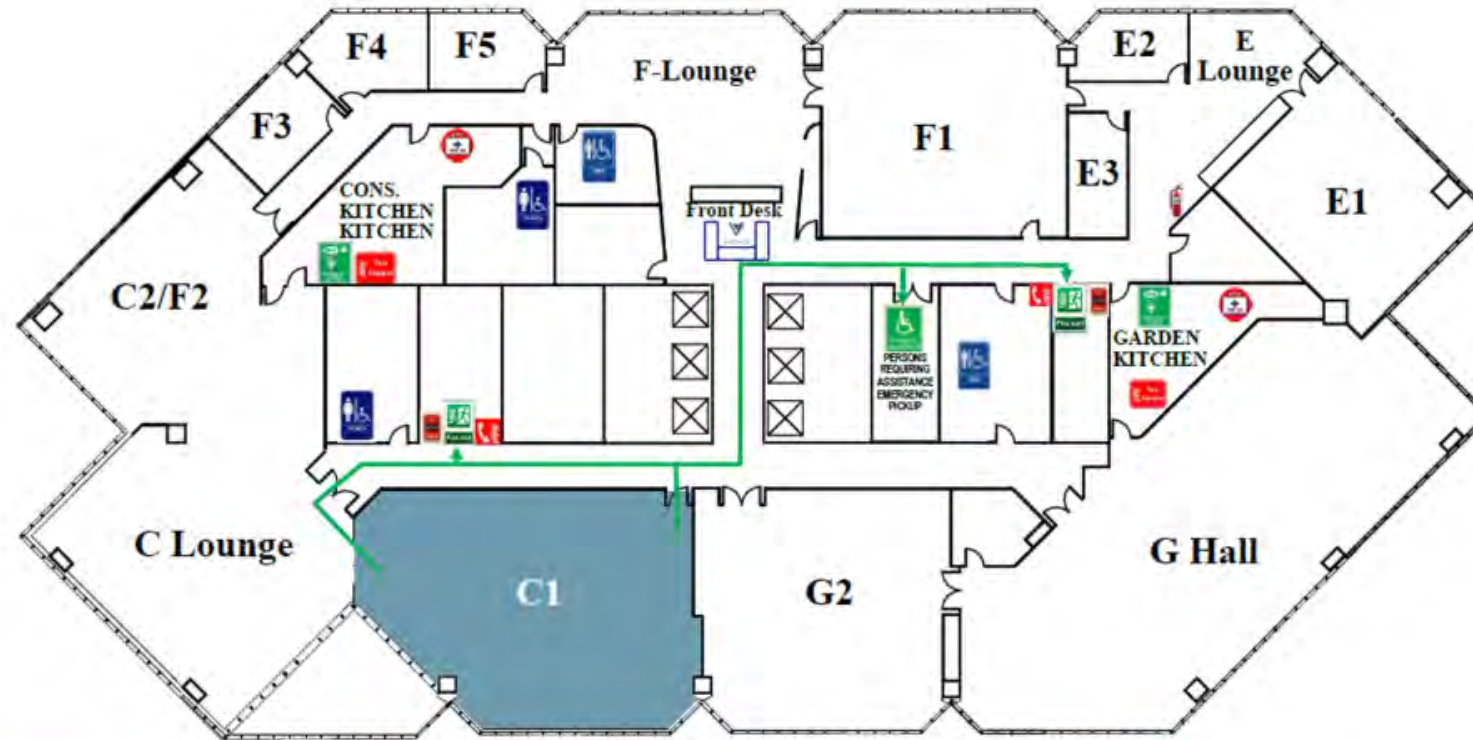 F4
F5
F-Lounge
E2
E
Lounge
F3
F1
E3
E1
CONS.
KITCHEN
KITCHEN
Front Desk
C2/F2
GARDEN
KITCHEN
PERSONS
REQUIRING
ASSISTANCE
EMERGENCY
PICKUP
C Lounge
C1
G2
G Hall